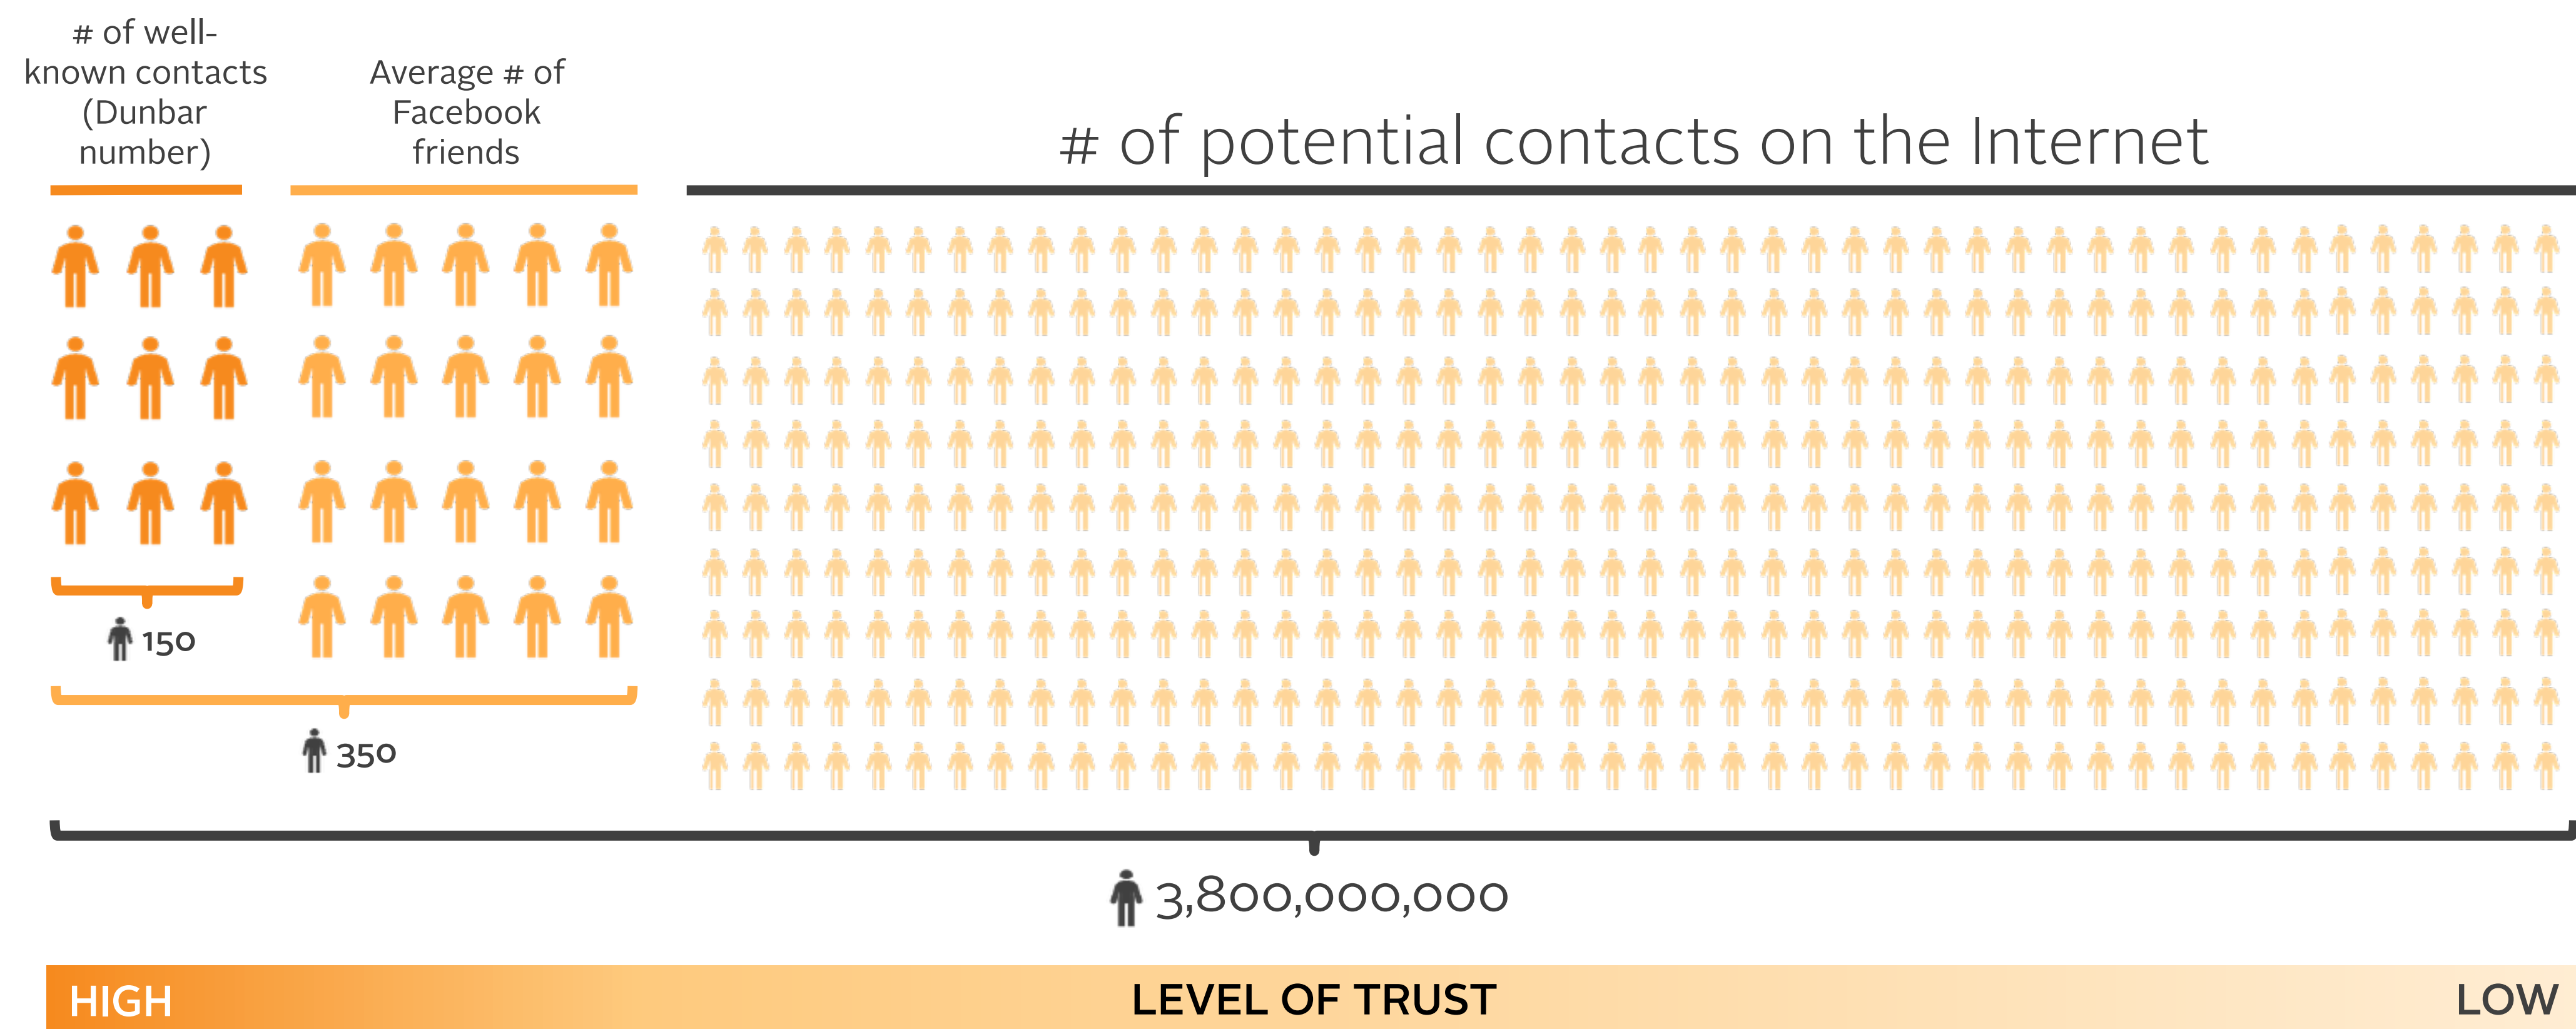 # of well-
known contacts
(Dunbar
number)
Average # of
Facebook
friends
# of potential contacts on the Internet
150
350
3,800,000,000
HIGH
LEVEL OF TRUST
LOW